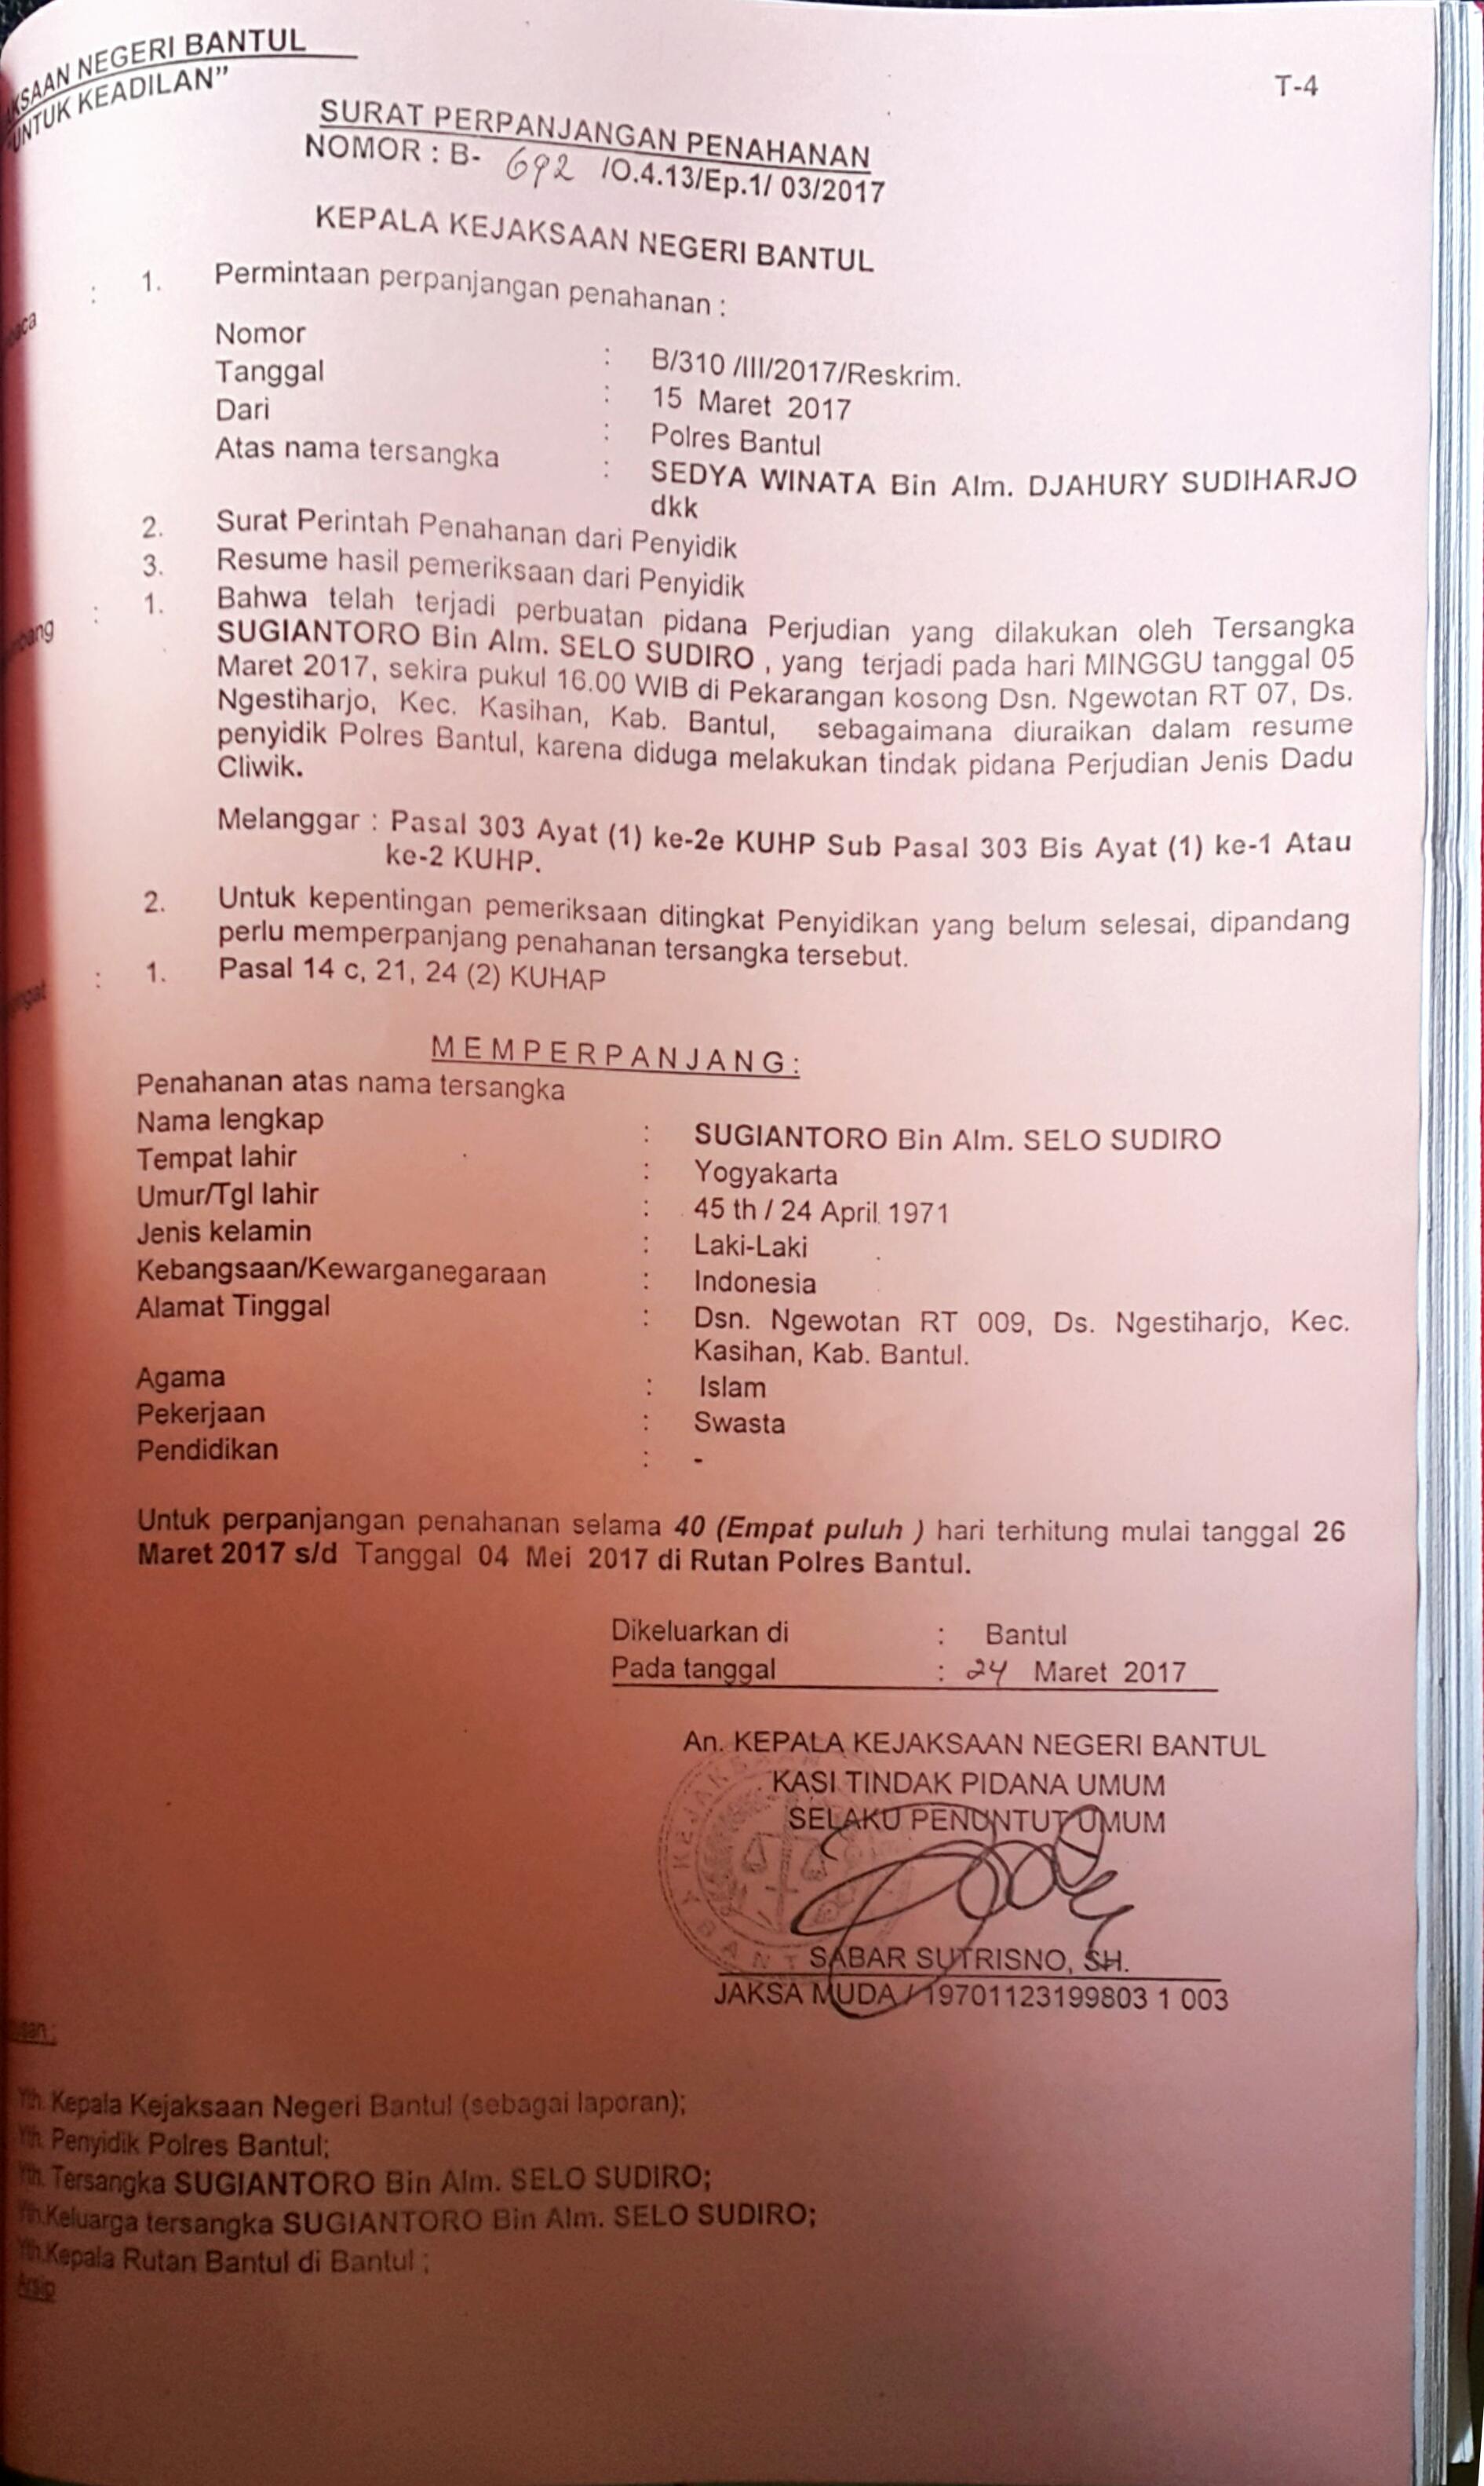 NEGERI BANTUL
UNTUK KEADILAN”
T-4
SURAT PERPANJANGAN PENAHANAN
NOMOR : B- 692 /O.4.13/Ep.1/ 03/2017
KEPALA KEJAKSAAN NEGERI BANTUL
: 1. Permintaan perpanjangan penahanan :
Nomor : B/310 /III/2017/Reskrim.
Tanggal : 15 Maret 2017
Dari : Polres Bantul
Atas nama tersangka : SEDYA WINATA Bin Alm. DJAHURY SUDIHARJO
dkk
2. Surat Perintah Penahanan dari Penyidik
3. Resume hasil pemeriksaan dari Penyidik
: 1. Bahwa telah terjadi perbuatan pidana Perjudian yang dilakukan oleh Tersangka
SUGIANTORO Bin Alm. SELO SUDIRO , yang terjadi pada hari MINGGU tanggal 05
Maret 2017, sekira pukul 16.00 WIB di Pekarangan kosong Dsn. Ngewotan RT 07, Ds.
Ngestiharjo, Kec. Kasihan, Kab. Bantul, sebagaimana diuraikan dalam resume
penyidik Polres Bantul, karena diduga melakukan tindak pidana Perjudian Jenis Dadu
Cliwik.
Melanggar : Pasal 303 Ayat (1) ke-2e KUHP Sub Pasal 303 Bis Ayat (1) ke-1 Atau
ke-2 KUHP.
2. Untuk kepentingan pemeriksaan ditingkat Penyidikan yang belum selesai, dipandang
perlu memperpanjang penahanan tersangka tersebut.
: 1. Pasal 14 c, 21, 24 (2) KUHAP
M E M P E R P A N J A N G :
Penahanan atas nama tersangka
Nama lengkap : SUGIANTORO Bin Alm. SELO SUDIRO
Tempat lahir : Yogyakarta
Umur/Tgl lahir : 45 th / 24 April 1971
Jenis kelamin : Laki-Laki
Kebangsaan/Kewarganegaraan : Indonesia
Alamat Tinggal : Dsn. Ngewotan RT 009, Ds. Ngestiharjo, Kec.
Kasihan, Kab. Bantul.
Agama : Islam
Pekerjaan : Swasta
Pendidikan : -
Untuk perpanjangan penahanan selama 40 (Empat puluh ) hari terhitung mulai tanggal 26
Maret 2017 s/d Tanggal 04 Mei 2017 di Rutan Polres Bantul.
Dikeluarkan di : Bantul
Pada tanggal : 24 Maret 2017
An. KEPALA KEJAKSAAN NEGERI BANTUL
KASI TINDAK PIDANA UMUM
SELAKU PENUNTUT UMUM
SABAR SUTRISNO, SH.
JAKSA MUDA / 19701123199803 1 003
Yth. Kepala Kejaksaan Negeri Bantul (sebagai laporan);
Yth. Penyidik Polres Bantul;
Yth. Tersangka SUGIANTORO Bin Alm. SELO SUDIRO;
Yth.Keluarga tersangka SUGIANTORO Bin Alm. SELO SUDIRO;
Yth.Kepala Rutan Bantul di Bantul ;
Arsip